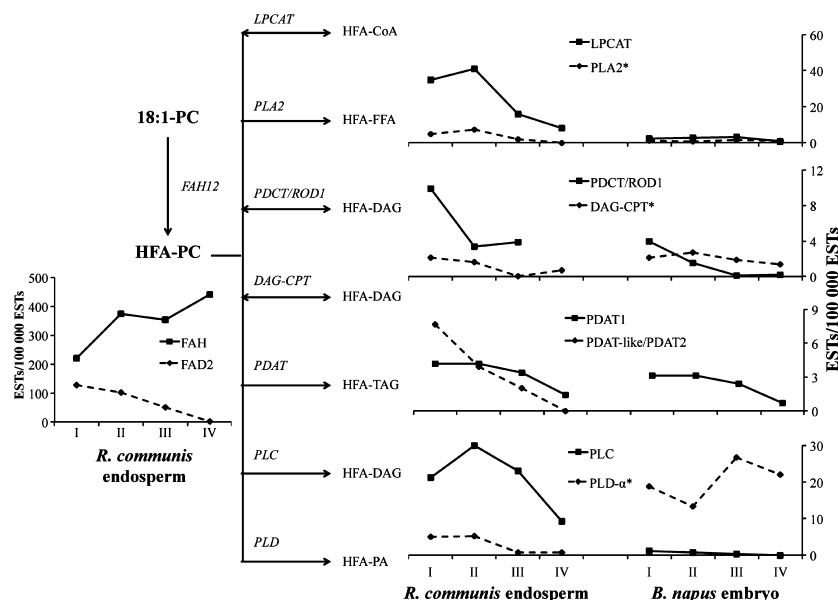 LPCAT
HFA-CoA
PLA2
18:1-PC
HFA-FFA
FAH12
PDCT/ROD1
HFA-DAG
HFA-PC
DAG-CPT
HFA-DAG
PDAT
HFA-TAG
PLC
HFA-DAG
PLD
HFA-PA
ESTs/100 000 ESTs
500
400
300
200
100
0
FAH
FAD2
I II III IV
R. communis
endosperm
LPCAT
PLA2*
60
40
20
0
PDCT/ROD1
DAG-CPT*
12
8
4
0
ESTs/100 000 ESTs
PDAT1
PDAT-like/PDAT2
9
6
3
0
PLC
PLD-α*
30
20
10
0
I II III IV I II III IV
R. communis endosperm B. napus embryo